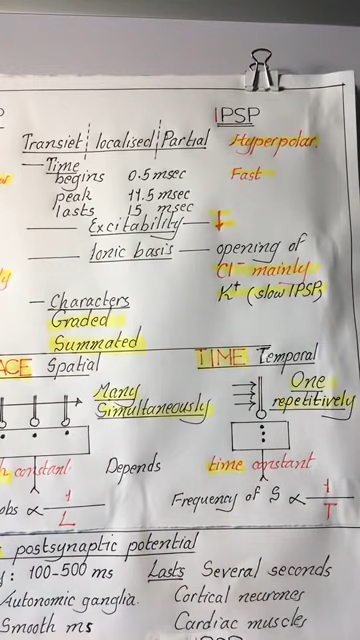 IPSP
Transiet localised Partial Hyperpolar.
Time
begins 0.5 msec Fast
peak 11.5 msec
lasts 15 msec
Excitability ↓
Ionic basis opening of
Cl⁻ mainly
K⁺ (slow IPSP)
Characters
Graded
Summated
ACE Spatial TIME Temporal
Many Simultaneously One repetitively
constant Depends time constant
obs ∝ 1/L Frequency of S ∝ 1/T
postsynaptic potential
: 100-500 ms Lasts Several seconds
Autonomic ganglia. Cortical neurones
Smooth ms Cardiac muscles